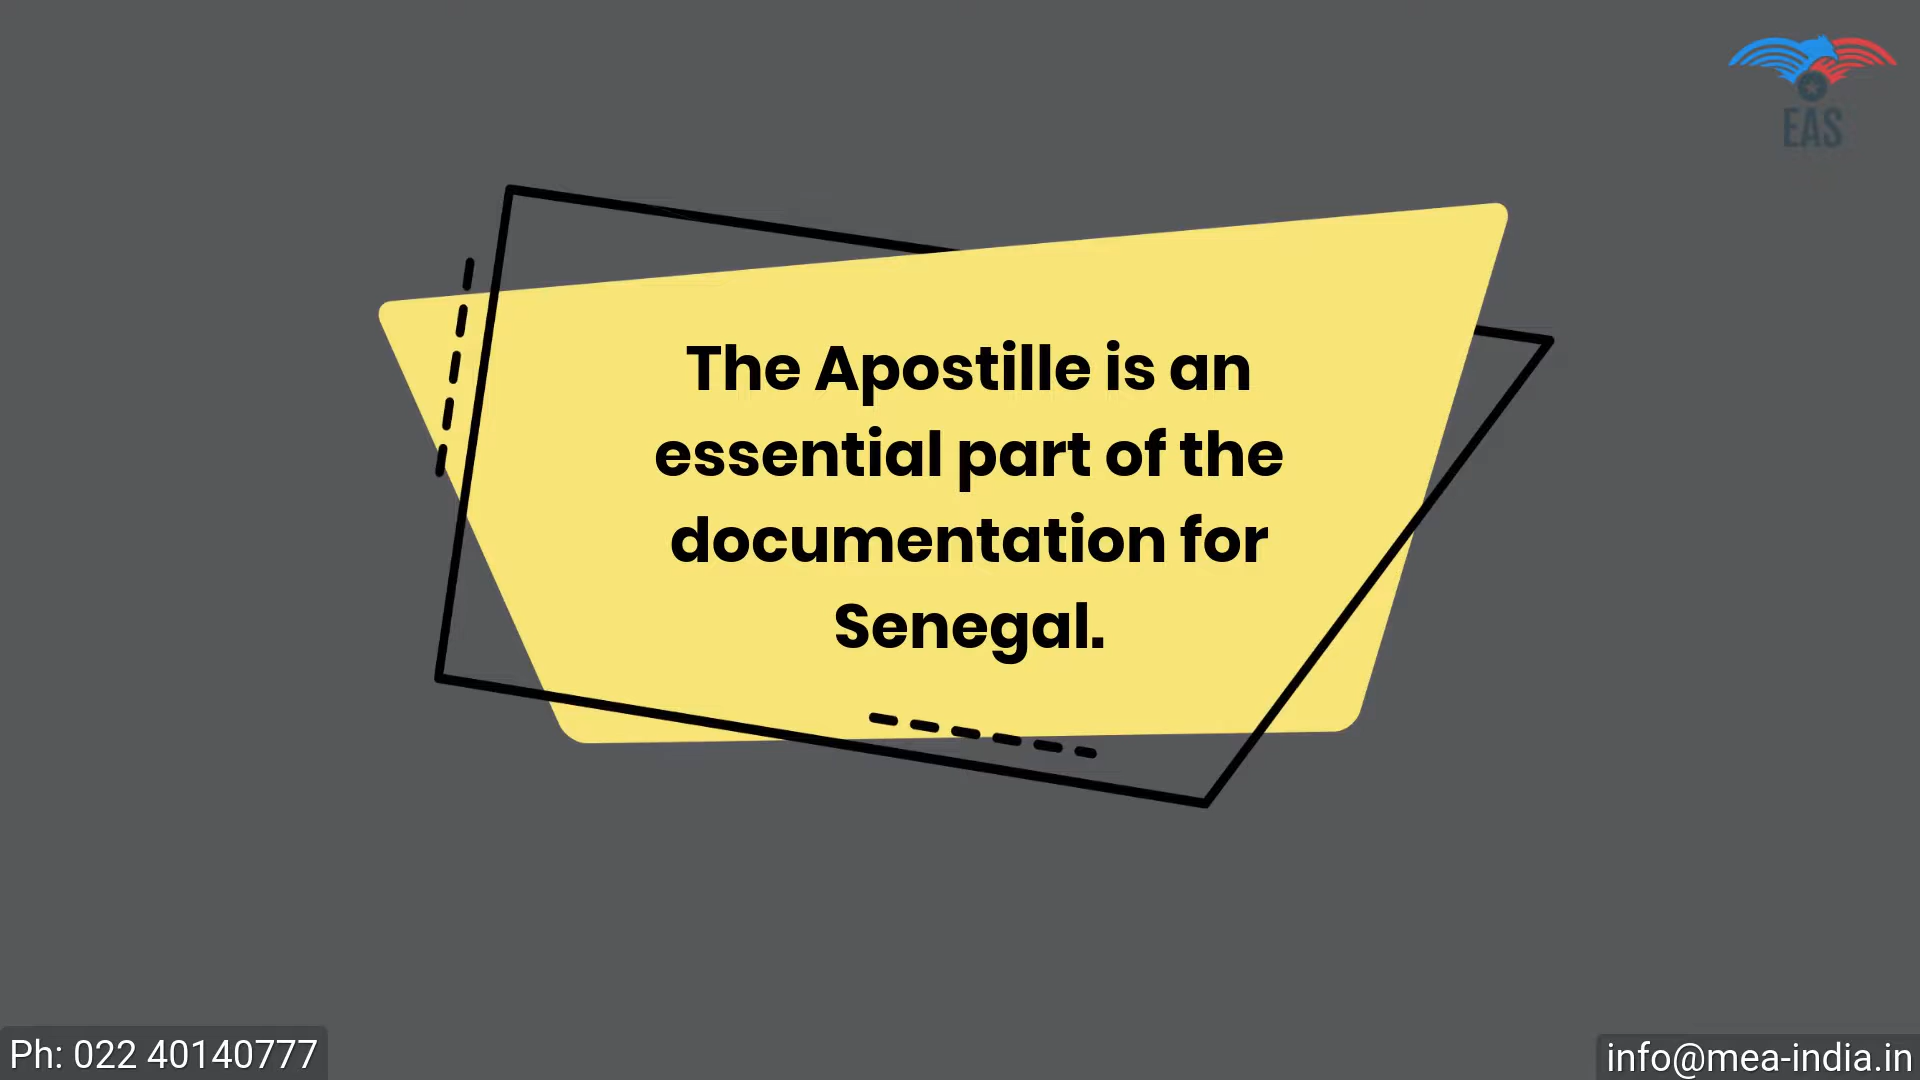 EAS
The Apostille is an
essential part of the
documentation for
Senegal.
Ph: 022 40140777
info@mea-india.in